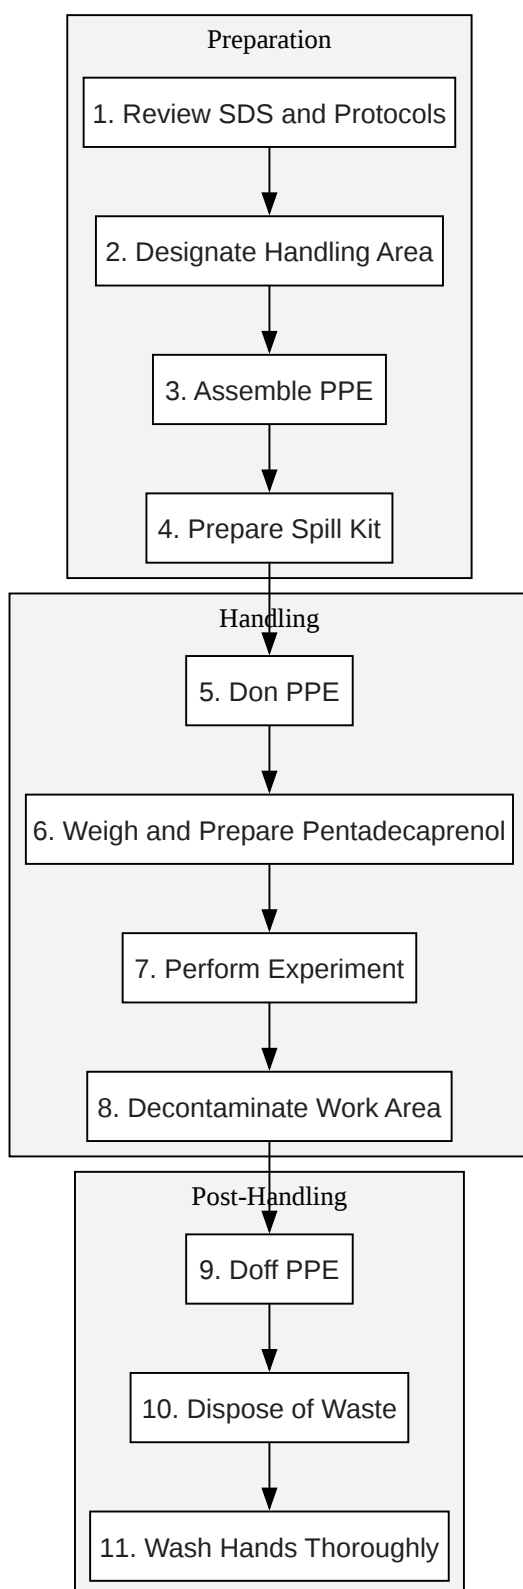 Preparation
1. Review SDS and Protocols
2. Designate Handling Area
3. Assemble PPE
4. Prepare Spill Kit
Handling
5. Don PPE
6. Weigh and Prepare Pentadecaprenol
7. Perform Experiment
8. Decontaminate Work Area
Post-Handling
9. Doff PPE
10. Dispose of Waste
11. Wash Hands Thoroughly